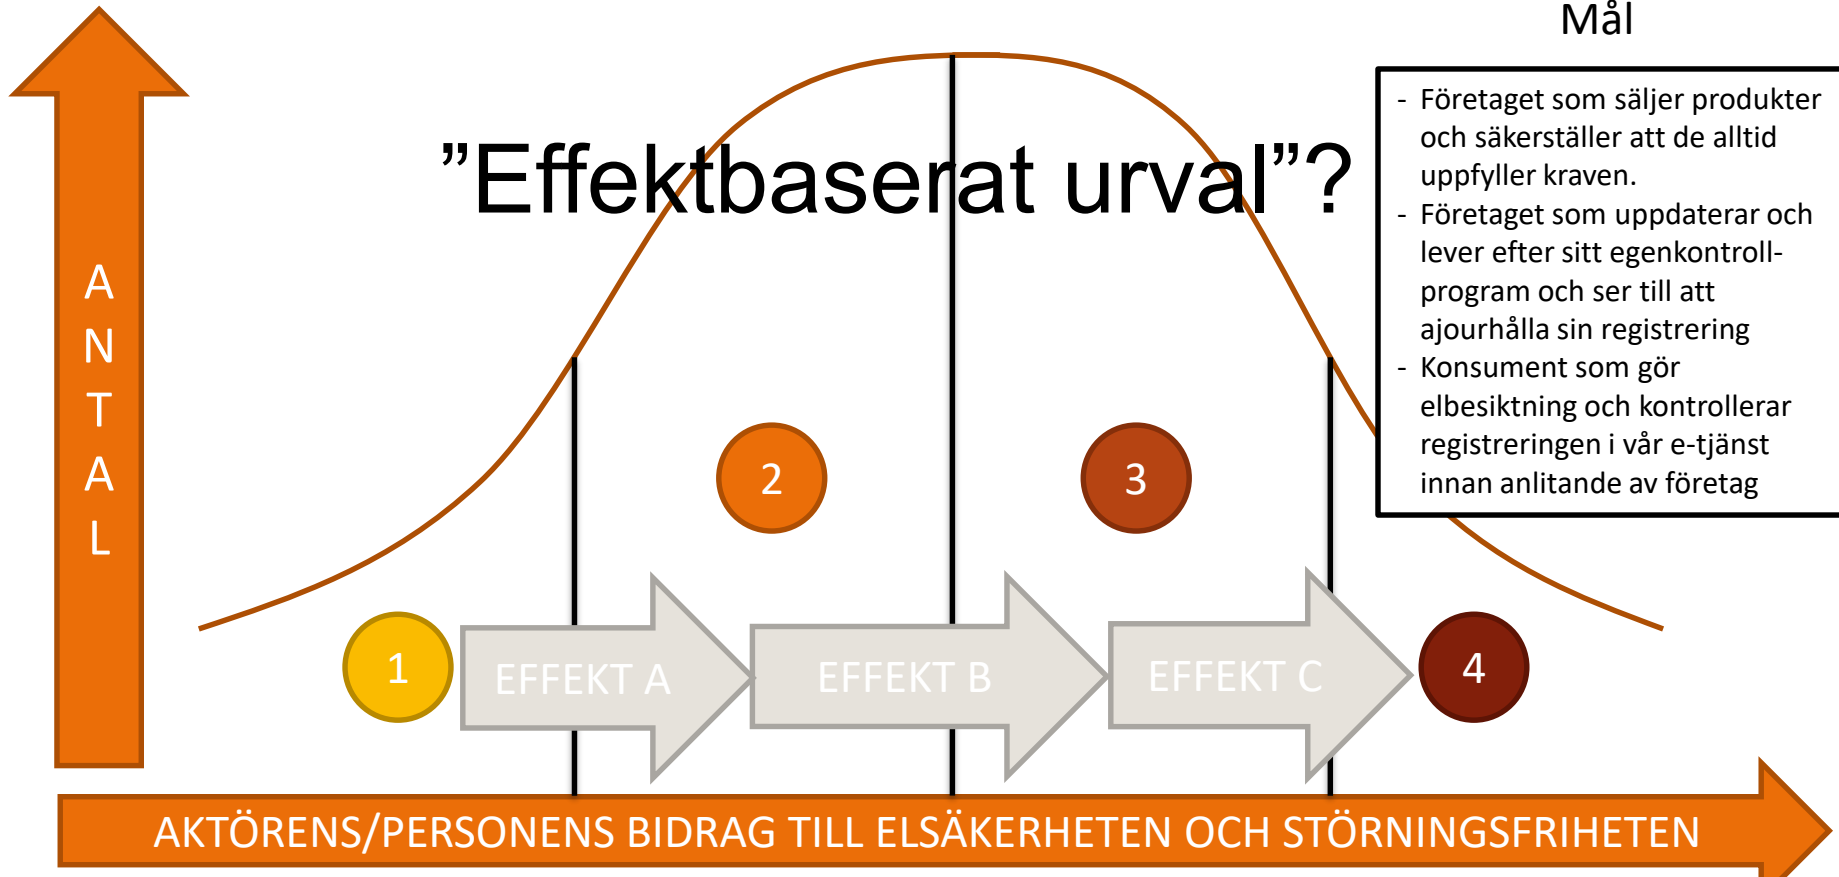 Mål
”Effektbaserat urval”?
- Företaget som säljer produkter
och säkerställer att de alltid
uppfyller kraven.
- Företaget som uppdaterar och
lever efter sitt egenkontroll-
program och ser till att
ajourhålla sin registrering
- Konsument som gör
elbesiktning och kontrollerar
registreringen i vår e-tjänst
innan anlitande av företag
A
N
T
A
L
2
3
1
EFFEKT A
EFFEKT B
EFFEKT C
4
AKTÖRENS/PERSONENS BIDRAG TILL ELSÄKERHETEN OCH STÖRNINGSFRIHETEN